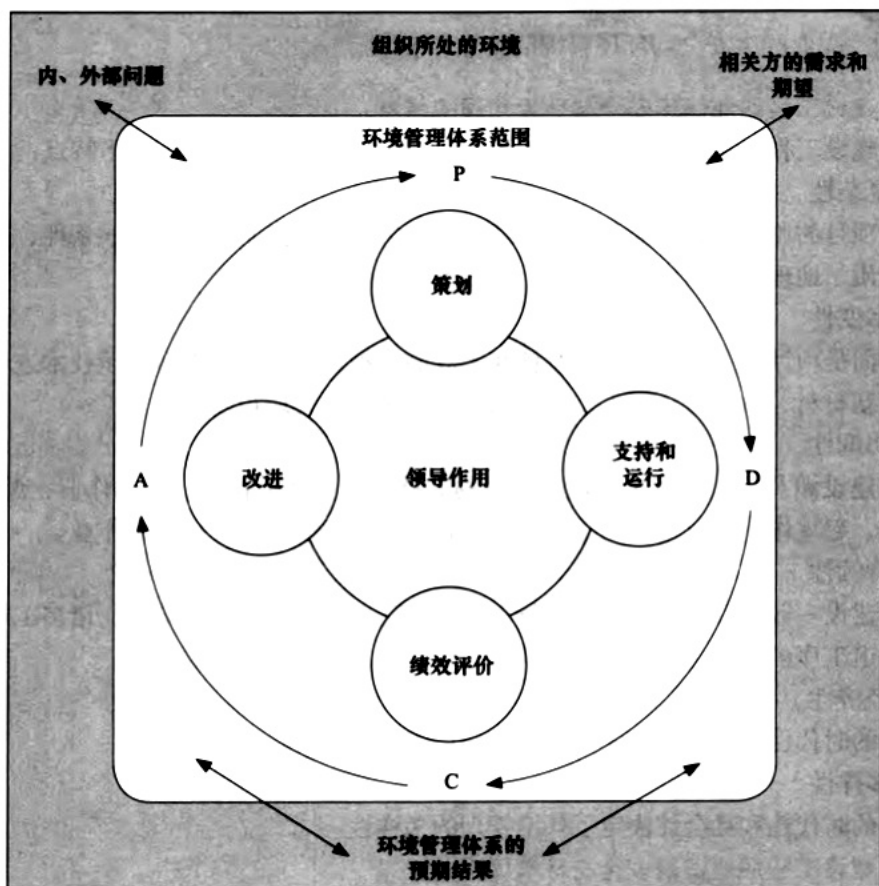 组织所处的环境
内、外部问题
相关方的需求和
期望
环境管理体系范围
P
策划
A
改进
领导作用
支持和
运行
D
绩效评价
C
环境管理体系的
预期结果